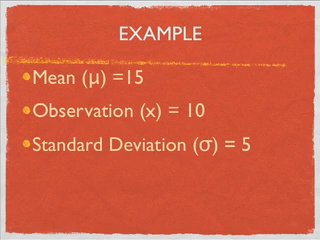 EXAMPLE
Mean (μ) =15
Observation (x) = 10
Standard Deviation (σ) = 5